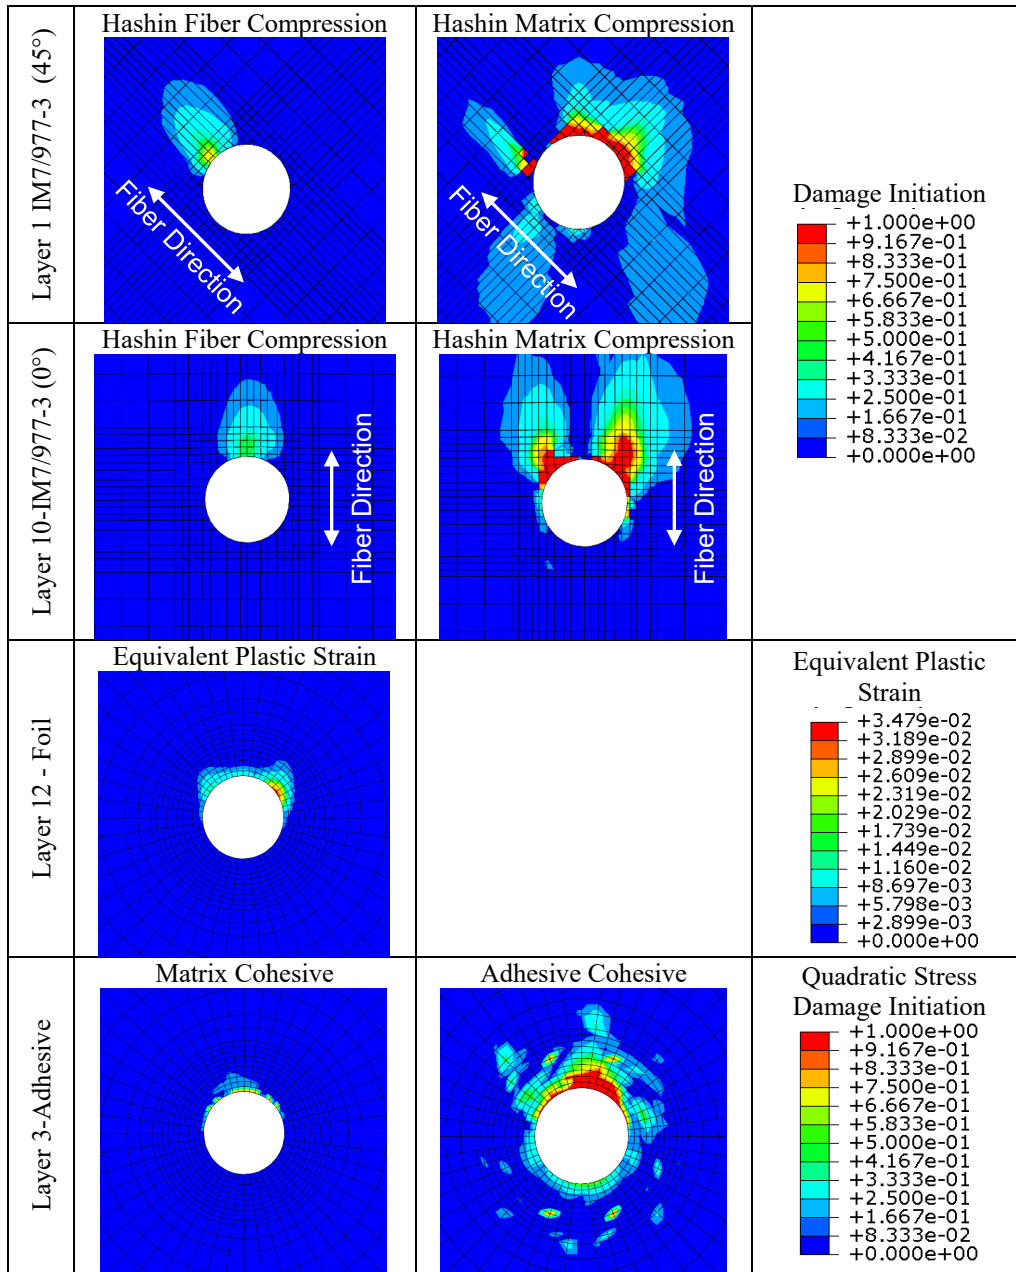 Layer 1 IM7/977-3 (45°)
Hashin Fiber Compression
Fiber Direction
Hashin Matrix Compression
Fiber Direction
Damage Initiation
+1.000e+00
+9.167e-01
+8.333e-01
+7.500e-01
+6.667e-01
+5.833e-01
+5.000e-01
+4.167e-01
+3.333e-01
+2.500e-01
+1.667e-01
+8.333e-02
+0.000e+00
Layer 10-IM7/977-3 (0°)
Hashin Fiber Compression
Fiber Direction
Hashin Matrix Compression
Fiber Direction
Layer 12 - Foil
Equivalent Plastic Strain
Equivalent Plastic
Strain
+3.479e-02
+3.189e-02
+2.899e-02
+2.609e-02
+2.319e-02
+2.029e-02
+1.739e-02
+1.449e-02
+1.160e-02
+8.697e-03
+5.798e-03
+2.899e-03
+0.000e+00
Layer 3-Adhesive
Matrix Cohesive
Adhesive Cohesive
Quadratic Stress
Damage Initiation
+1.000e+00
+9.167e-01
+8.333e-01
+7.500e-01
+6.667e-01
+5.833e-01
+5.000e-01
+4.167e-01
+3.333e-01
+2.500e-01
+1.667e-01
+8.333e-02
+0.000e+00